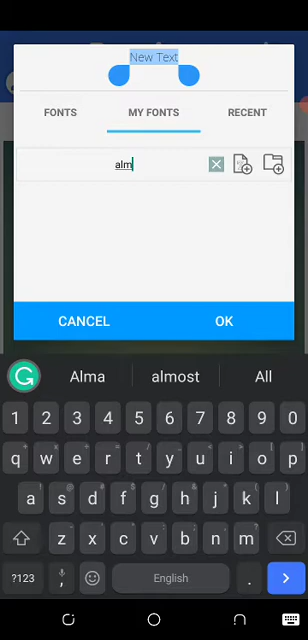 New Text
FONTS MY FONTS RECENT
alm
CANCEL OK
Alma almost All
1 2 3 4 5 6 7 8 9 0
q w e r t y u i o p
a s d f g h j k l
z x c v b n m
?123 , English .